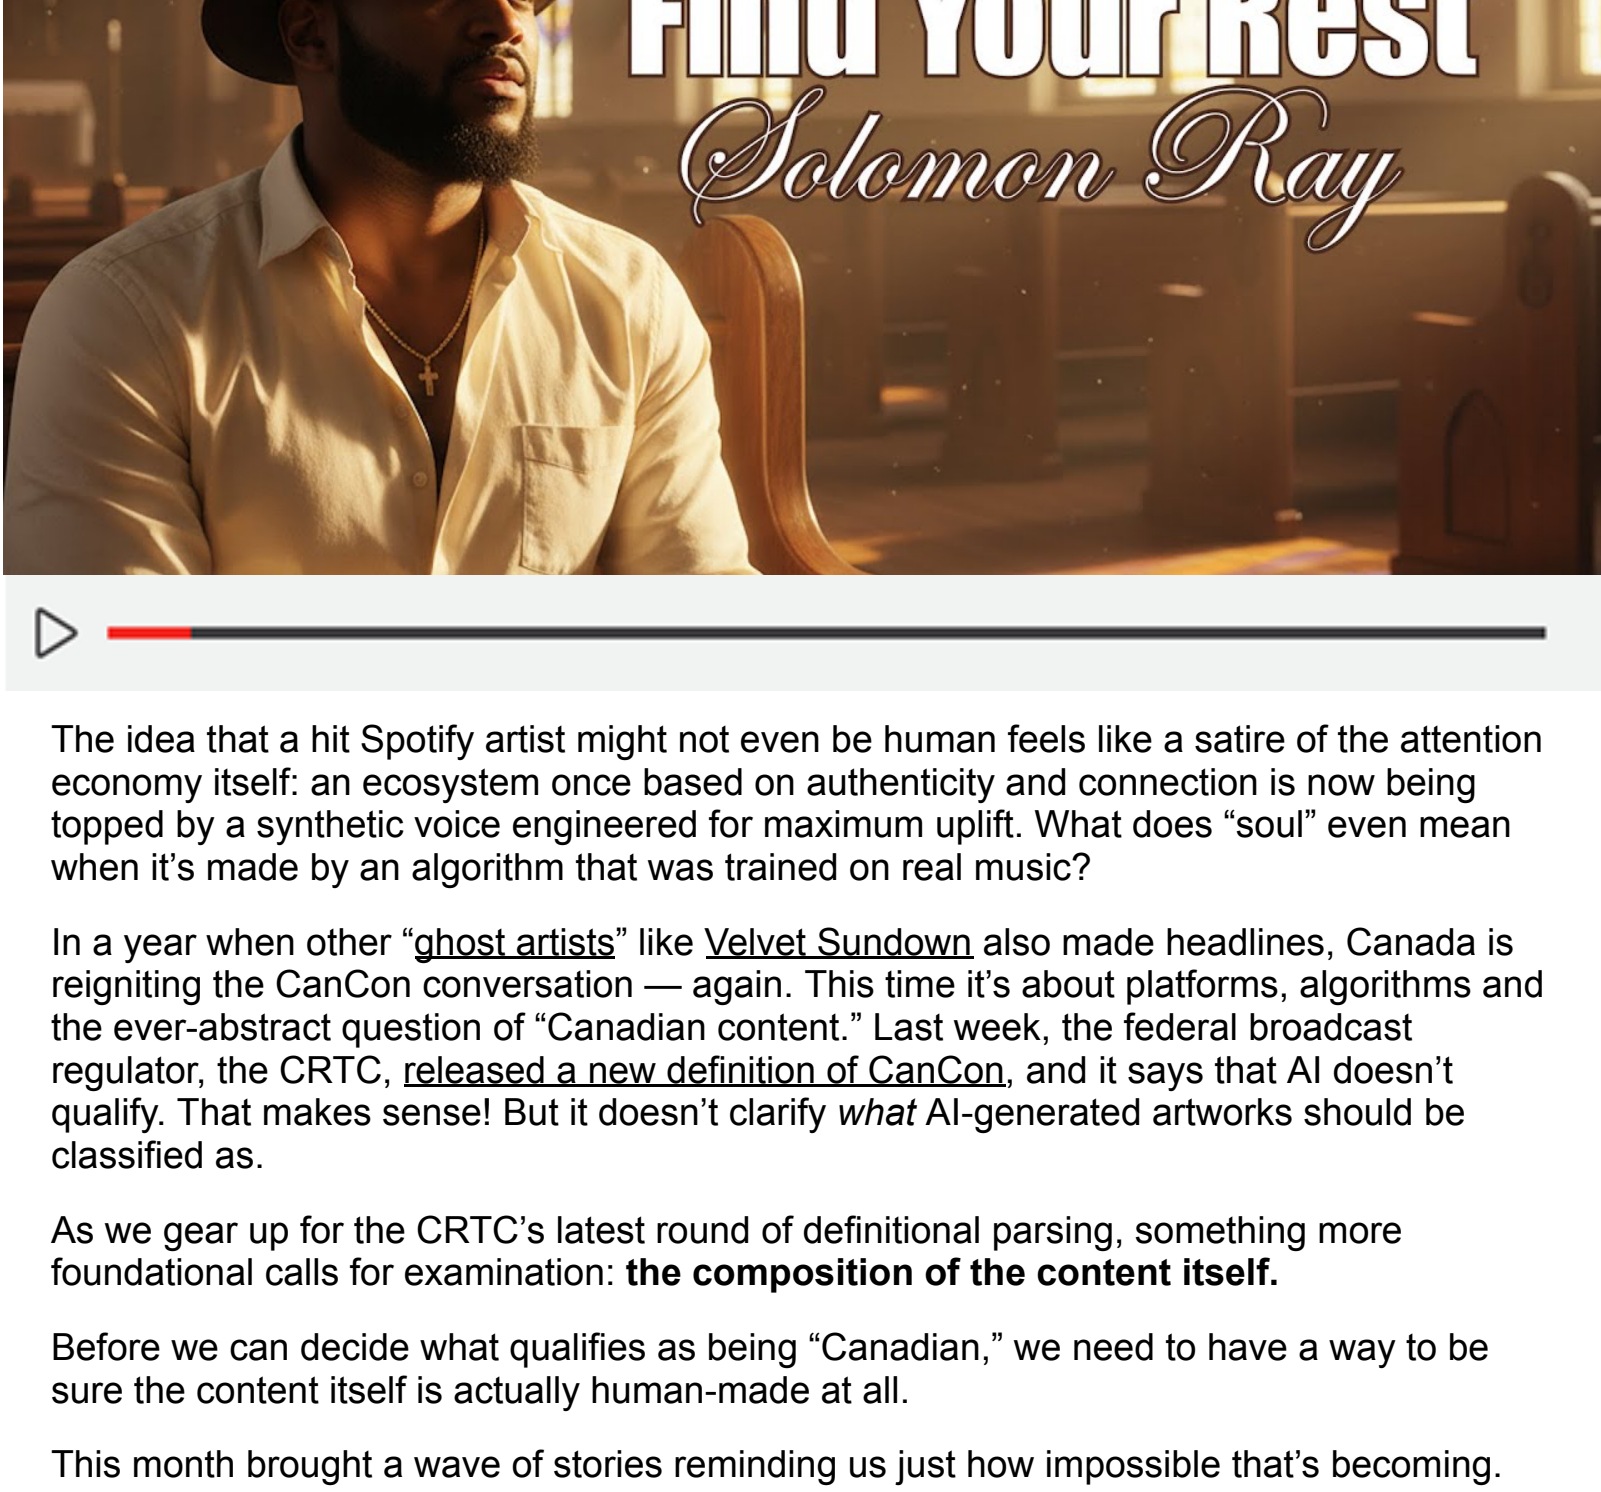 Find Your Rest
Solomon Ray
The idea that a hit Spotify artist might not even be human feels like a satire of the attention
economy itself: an ecosystem once based on authenticity and connection is now being
topped by a synthetic voice engineered for maximum uplift. What does “soul” even mean
when it’s made by an algorithm that was trained on real music?
In a year when other “ghost artists” like Velvet Sundown also made headlines, Canada is
reigniting the CanCon conversation — again. This time it’s about platforms, algorithms and
the ever-abstract question of “Canadian content.” Last week, the federal broadcast
regulator, the CRTC, released a new definition of CanCon, and it says that AI doesn’t
qualify. That makes sense! But it doesn’t clarify what AI-generated artworks should be
classified as.
As we gear up for the CRTC’s latest round of definitional parsing, something more
foundational calls for examination: the composition of the content itself.
Before we can decide what qualifies as being “Canadian,” we need to have a way to be
sure the content itself is actually human-made at all.
This month brought a wave of stories reminding us just how impossible that’s becoming.